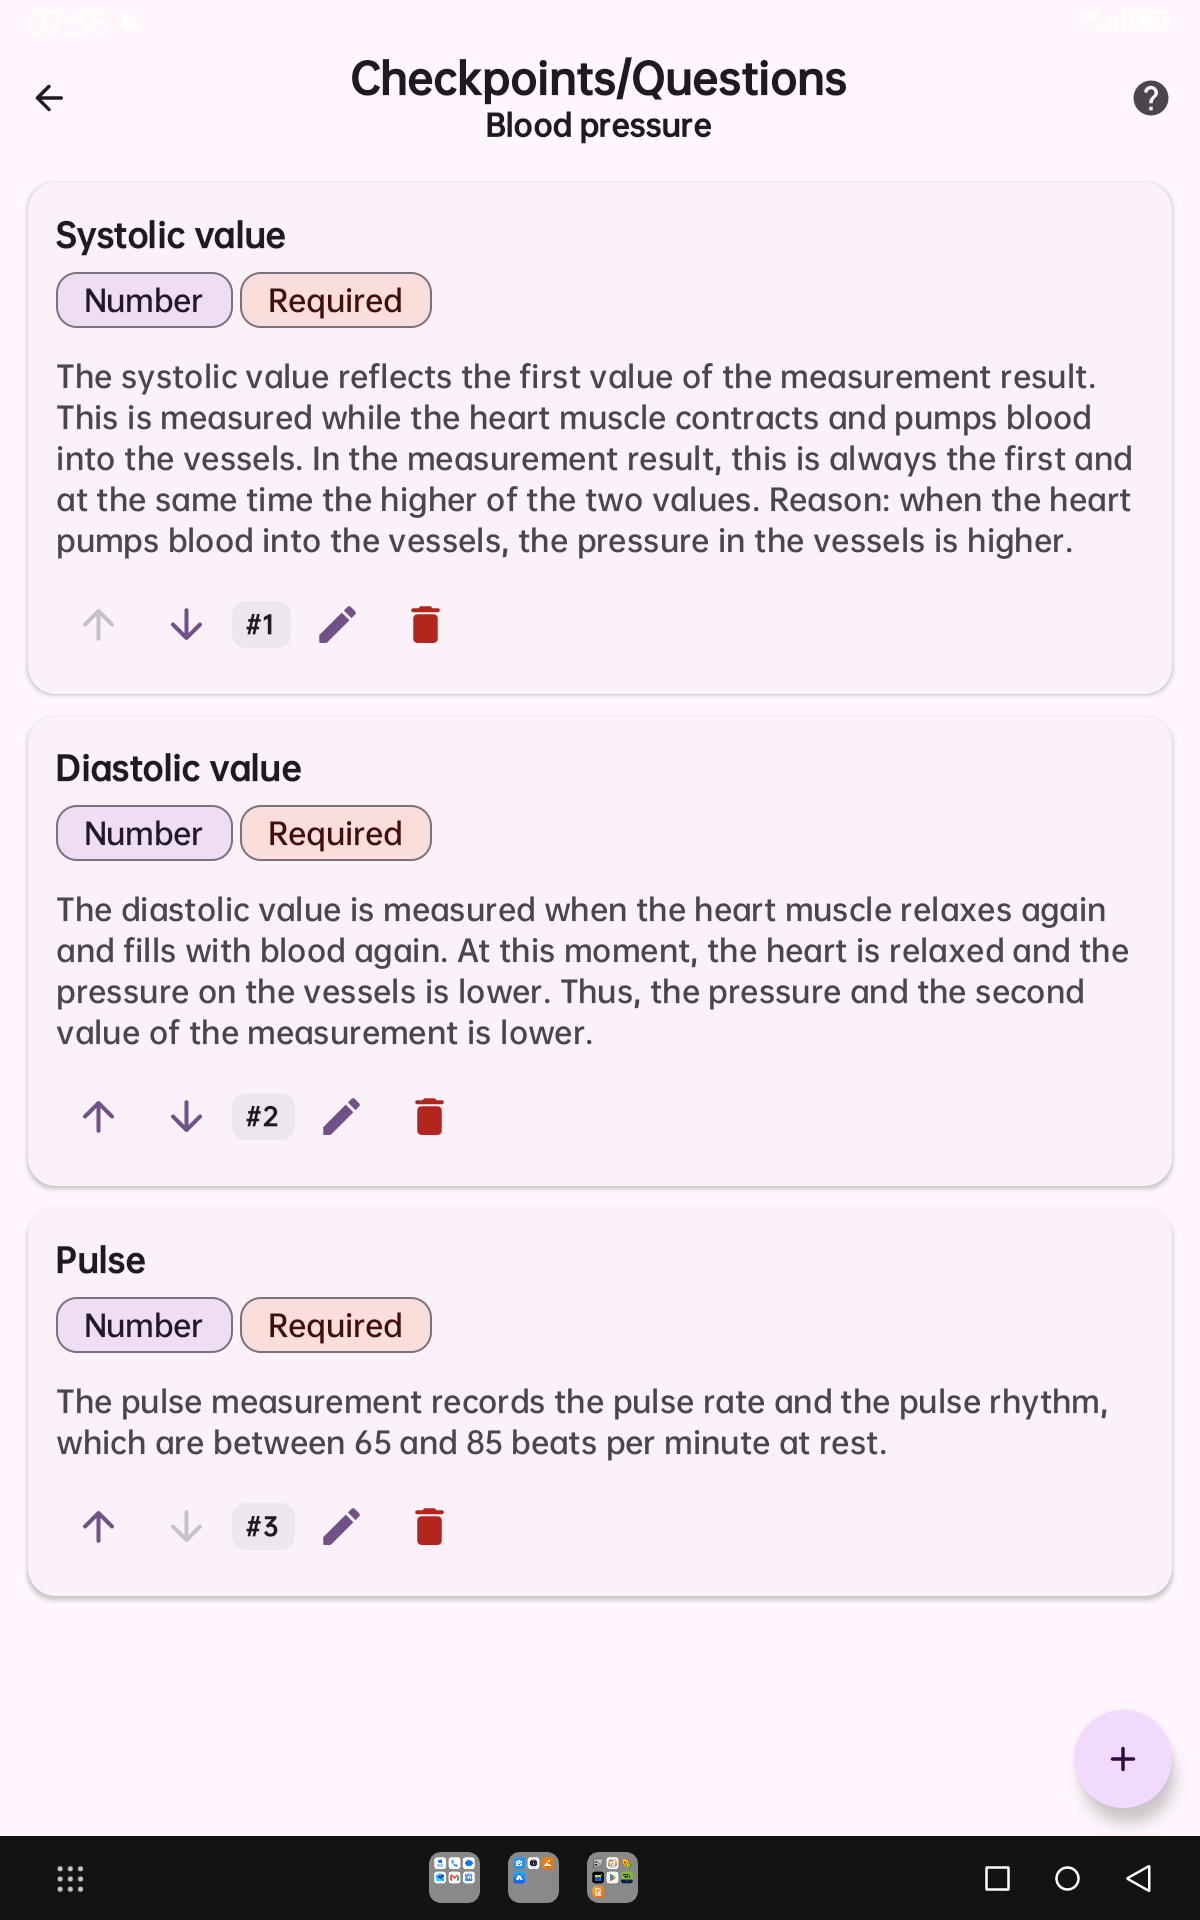 07:38
LTE
Checkpoints/Questions
Blood pressure
Systolic value
Number Required
The systolic value reflects the first value of the measurement result.
This is measured while the heart muscle contracts and pumps blood
into the vessels. In the measurement result, this is always the first and
at the same time the higher of the two values. Reason: when the heart
pumps blood into the vessels, the pressure in the vessels is higher.
#1
Diastolic value
Number Required
The diastolic value is measured when the heart muscle relaxes again
and fills with blood again. At this moment, the heart is relaxed and the
pressure on the vessels is lower. Thus, the pressure and the second
value of the measurement is lower.
#2
Pulse
Number Required
The pulse measurement records the pulse rate and the pulse rhythm,
which are between 65 and 85 beats per minute at rest.
#3